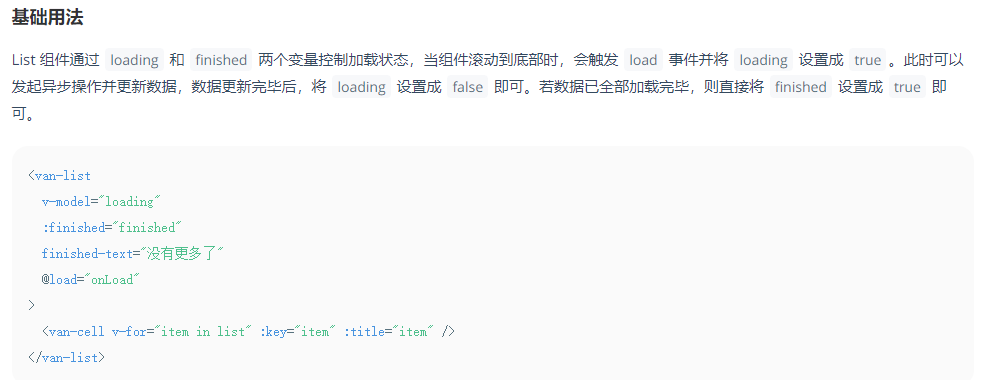 基础用法
List 组件通过 loading 和 finished 两个变量控制加载状态，当组件滚动到底部时，会触发 load 事件并将 loading 设置成 true 。此时可以
发起异步操作并更新数据，数据更新完毕后，将 loading 设置成 false 即可。若数据已全部加载完毕，则直接将 finished 设置成 true 即
可。
<van-list
  v-model="loading"
  :finished="finished"
  finished-text="没有更多了"
  @load="onLoad"
>
  <van-cell v-for="item in list" :key="item" :title="item" />
</van-list>